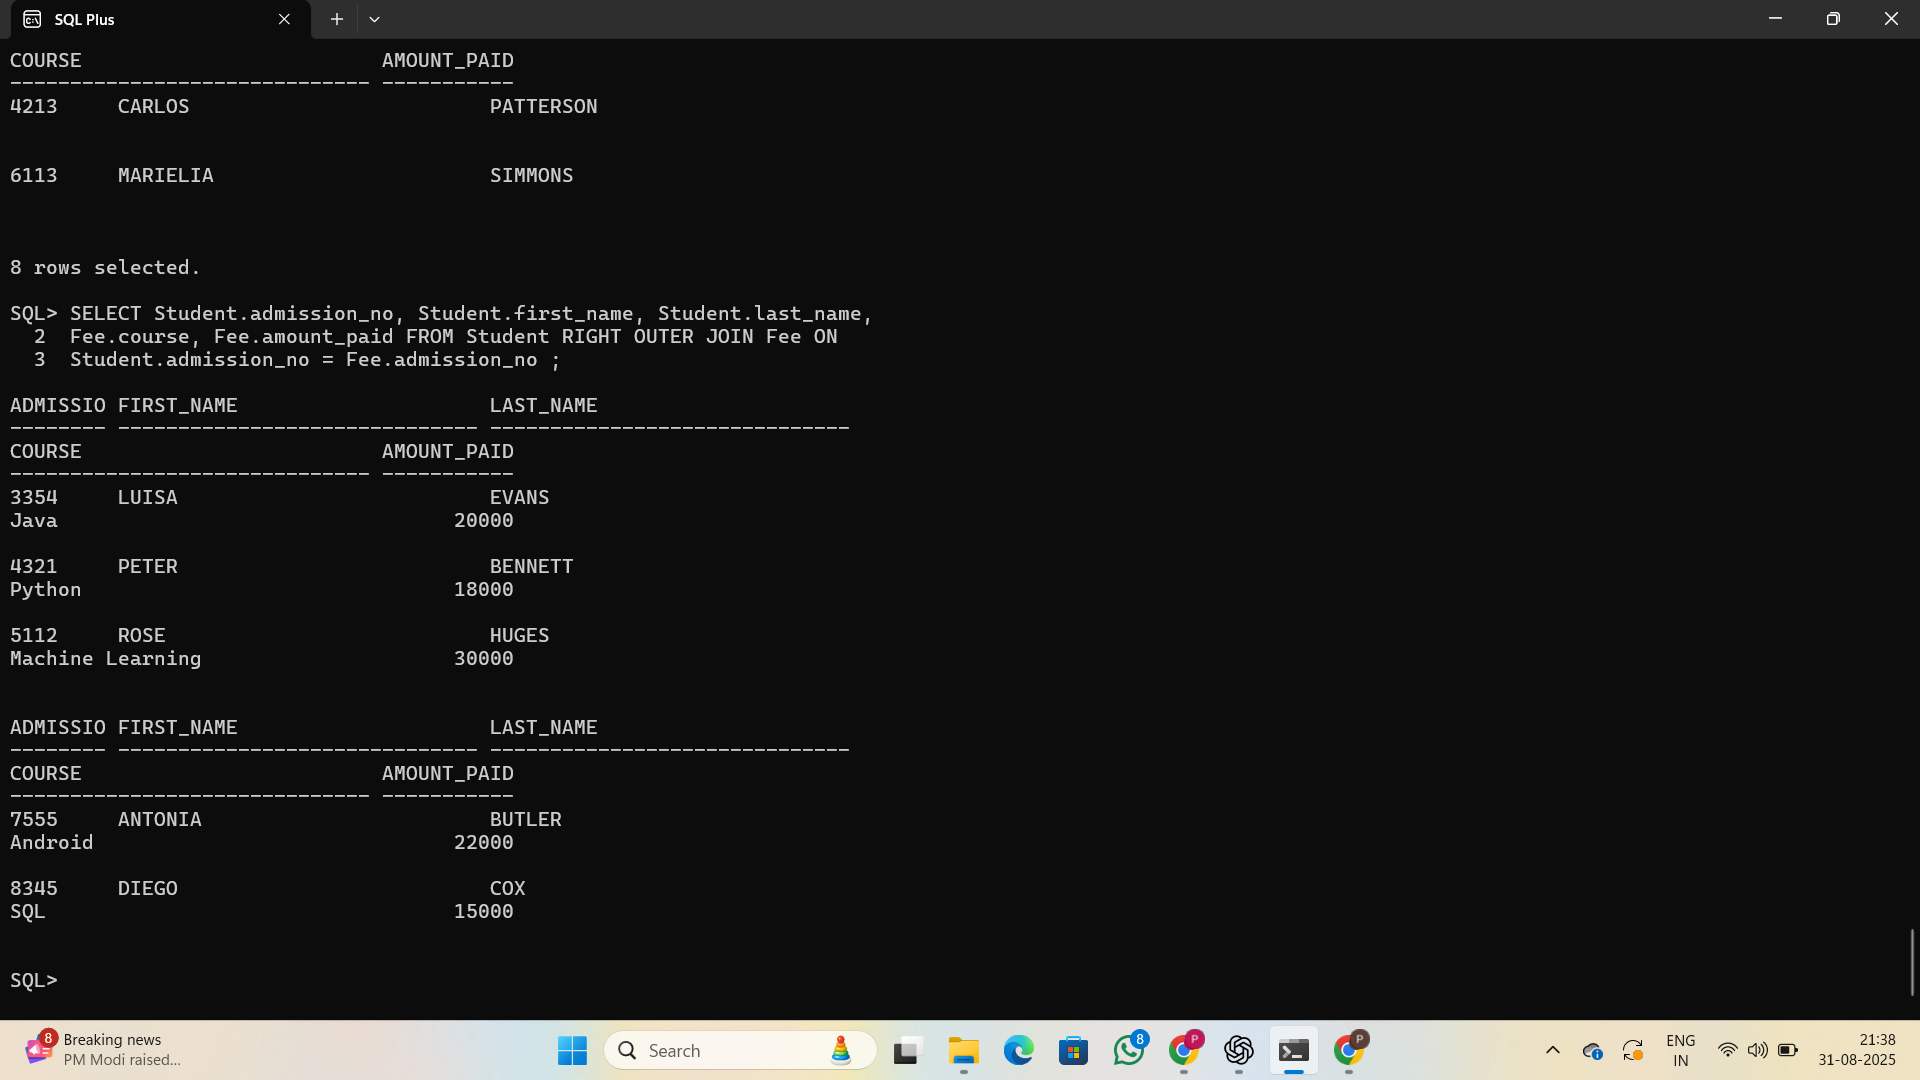 SQL Plus
COURSE                         AMOUNT_PAID
------------------------------ -----------
4213     CARLOS                         PATTERSON
6113     MARIELIA                       SIMMONS
8 rows selected.
SQL> SELECT Student.admission_no, Student.first_name, Student.last_name,
  2  Fee.course, Fee.amount_paid FROM Student RIGHT OUTER JOIN Fee ON
  3  Student.admission_no = Fee.admission_no ;
ADMISSIO FIRST_NAME                     LAST_NAME
-------- ------------------------------ ------------------------------
COURSE                         AMOUNT_PAID
------------------------------ -----------
3354     LUISA                          EVANS
Java                                 20000
4321     PETER                          BENNETT
Python                               18000
5112     ROSE                           HUGES
Machine Learning                     30000
ADMISSIO FIRST_NAME                     LAST_NAME
-------- ------------------------------ ------------------------------
COURSE                         AMOUNT_PAID
------------------------------ -----------
7555     ANTONIA                        BUTLER
Android                              22000
8345     DIEGO                          COX
SQL                                  15000
SQL>
8
Breaking news
PM Modi raised...
Search
8
P
P
ENG
IN
21:38
31-08-2025